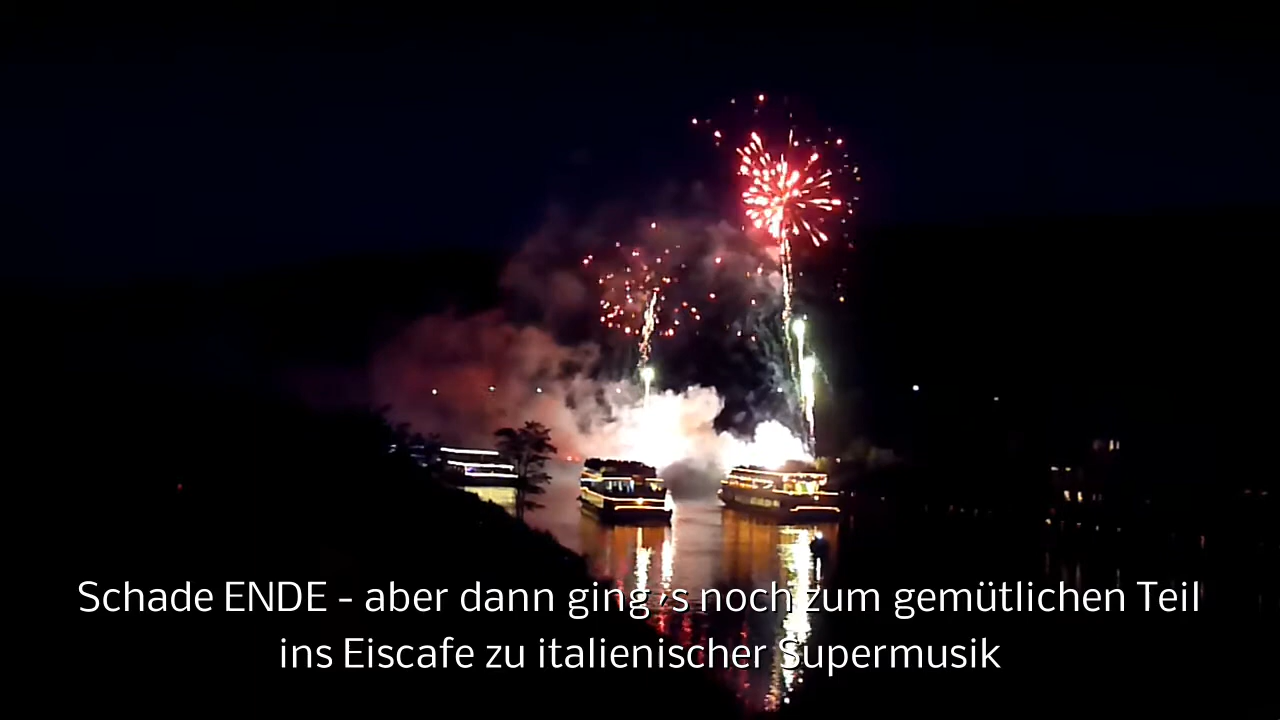 Schade ENDE - aber dann ging ´s noch zum gemütlichen Teil
ins Eiscafe zu italienischer Supermusik